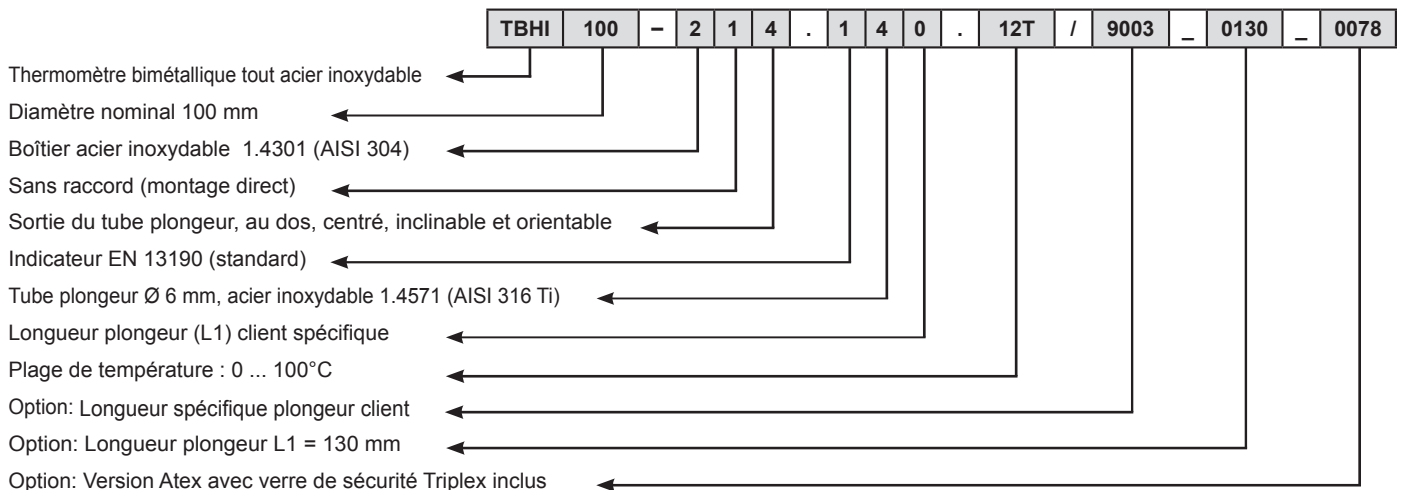 TBHI 100 – 2 1 4 . 1 4 0 . 12T / 9003 _ 0130 _ 0078
Thermomètre bimétallique tout acier inoxydable
Diamètre nominal 100 mm
Boîtier acier inoxydable 1.4301 (AISI 304)
Sans raccord (montage direct)
Sortie du tube plongeur, au dos, centré, inclinable et orientable
Indicateur EN 13190 (standard)
Tube plongeur Ø 6 mm, acier inoxydable 1.4571 (AISI 316 Ti)
Longueur plongeur (L1) client spécifique
Plage de température : 0 ... 100°C
Option: Longueur spécifique plongeur client
Option: Longueur plongeur L1 = 130 mm
Option: Version Atex avec verre de sécurité Triplex inclus